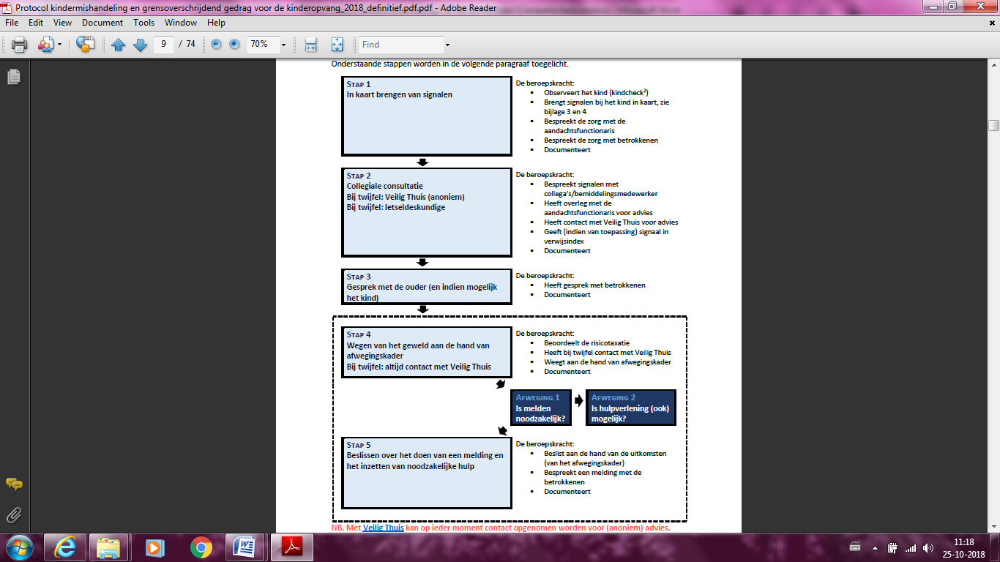 Protocol kindermishandeling en grensoverschrijdend gedrag voor de kinderopvang_2018_definitief.pdf.pdf - Adobe Reader
File Edit View Document Tools Window Help
9 / 74 70% Find
Onderstaande stappen worden in de volgende paragraaf toegelicht.
STAP 1
In kaart brengen van signalen
De beroepskracht:
▪ Observeert het kind (kindcheck²)
▪ Brengt signalen bij het kind in kaart, zie
bijlage 3 en 4
▪ Bespreekt de zorg met de
aandachtsfunctionaris
▪ Bespreekt de zorg met betrokkenen
▪ Documenteert
STAP 2
Collegiale consultatie
Bij twijfel: Veilig Thuis (anoniem)
Bij twijfel: letseldeskundige
De beroepskracht:
▪ Bespreekt signalen met
collega's/bemiddelingsmedewerker
▪ Heeft overleg met de
aandachtsfunctionaris voor advies
▪ Heeft contact met Veilig Thuis voor advies
▪ Geeft (indien van toepassing) signaal in
verwijsindex
▪ Documenteert
STAP 3
Gesprek met de ouder (en indien mogelijk
het kind)
De beroepskracht:
▪ Heeft gesprek met betrokkenen
▪ Documenteert
STAP 4
Wegen van het geweld aan de hand van
afwegingskader
Bij twijfel: altijd contact met Veilig Thuis
De beroepskracht:
▪ Beoordeelt de risicotaxatie
▪ Heeft bij twijfel contact met Veilig Thuis
▪ Weegt aan de hand van afwegingskader
▪ Documenteert
AFWEGING 1
Is melden
noodzakelijk?
AFWEGING 2
Is hulpverlening (ook)
mogelijk?
STAP 5
Beslissen over het doen van een melding en
het inzetten van noodzakelijke hulp
De beroepskracht:
▪ Beslist aan de hand van de uitkomsten
(van het afwegingskader)
▪ Bespreekt een melding met de
betrokkenen
▪ Documenteert
NB. Met Veilig Thuis kan op ieder moment contact opgenomen worden voor (anoniem) advies.
11:18
25-10-2018